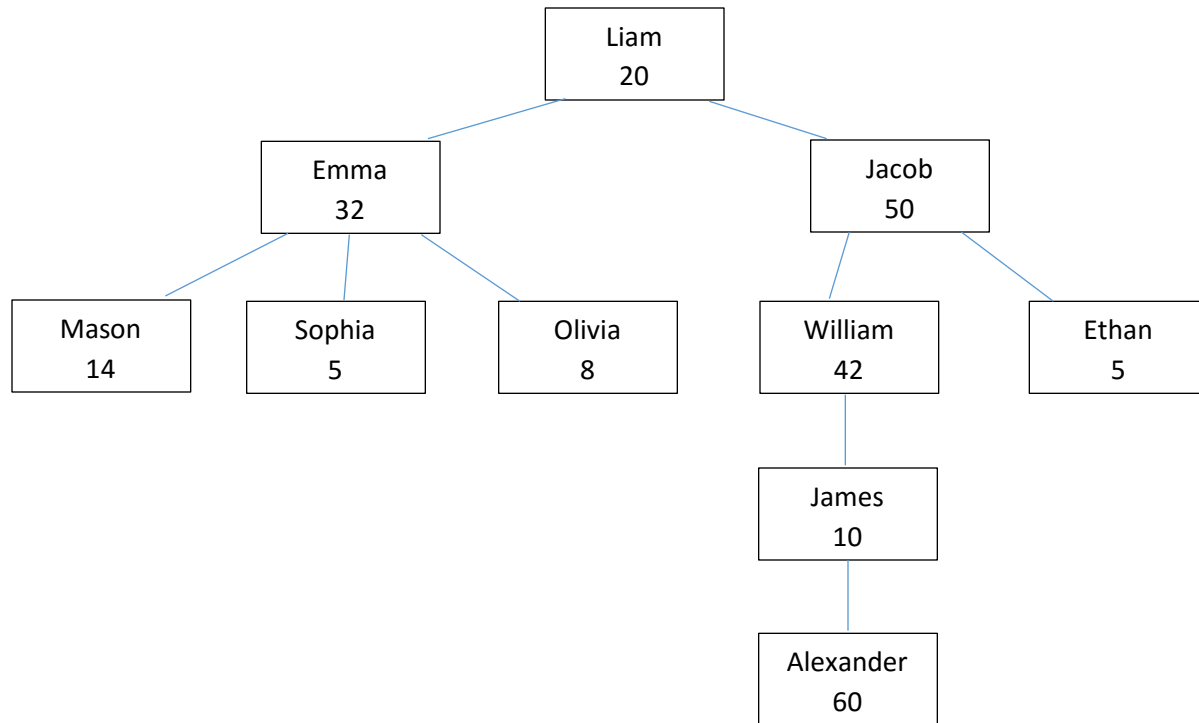 Liam
20
Emma
32
Jacob
50
Mason
14
Sophia
5
Olivia
8
William
42
Ethan
5
James
10
Alexander
60